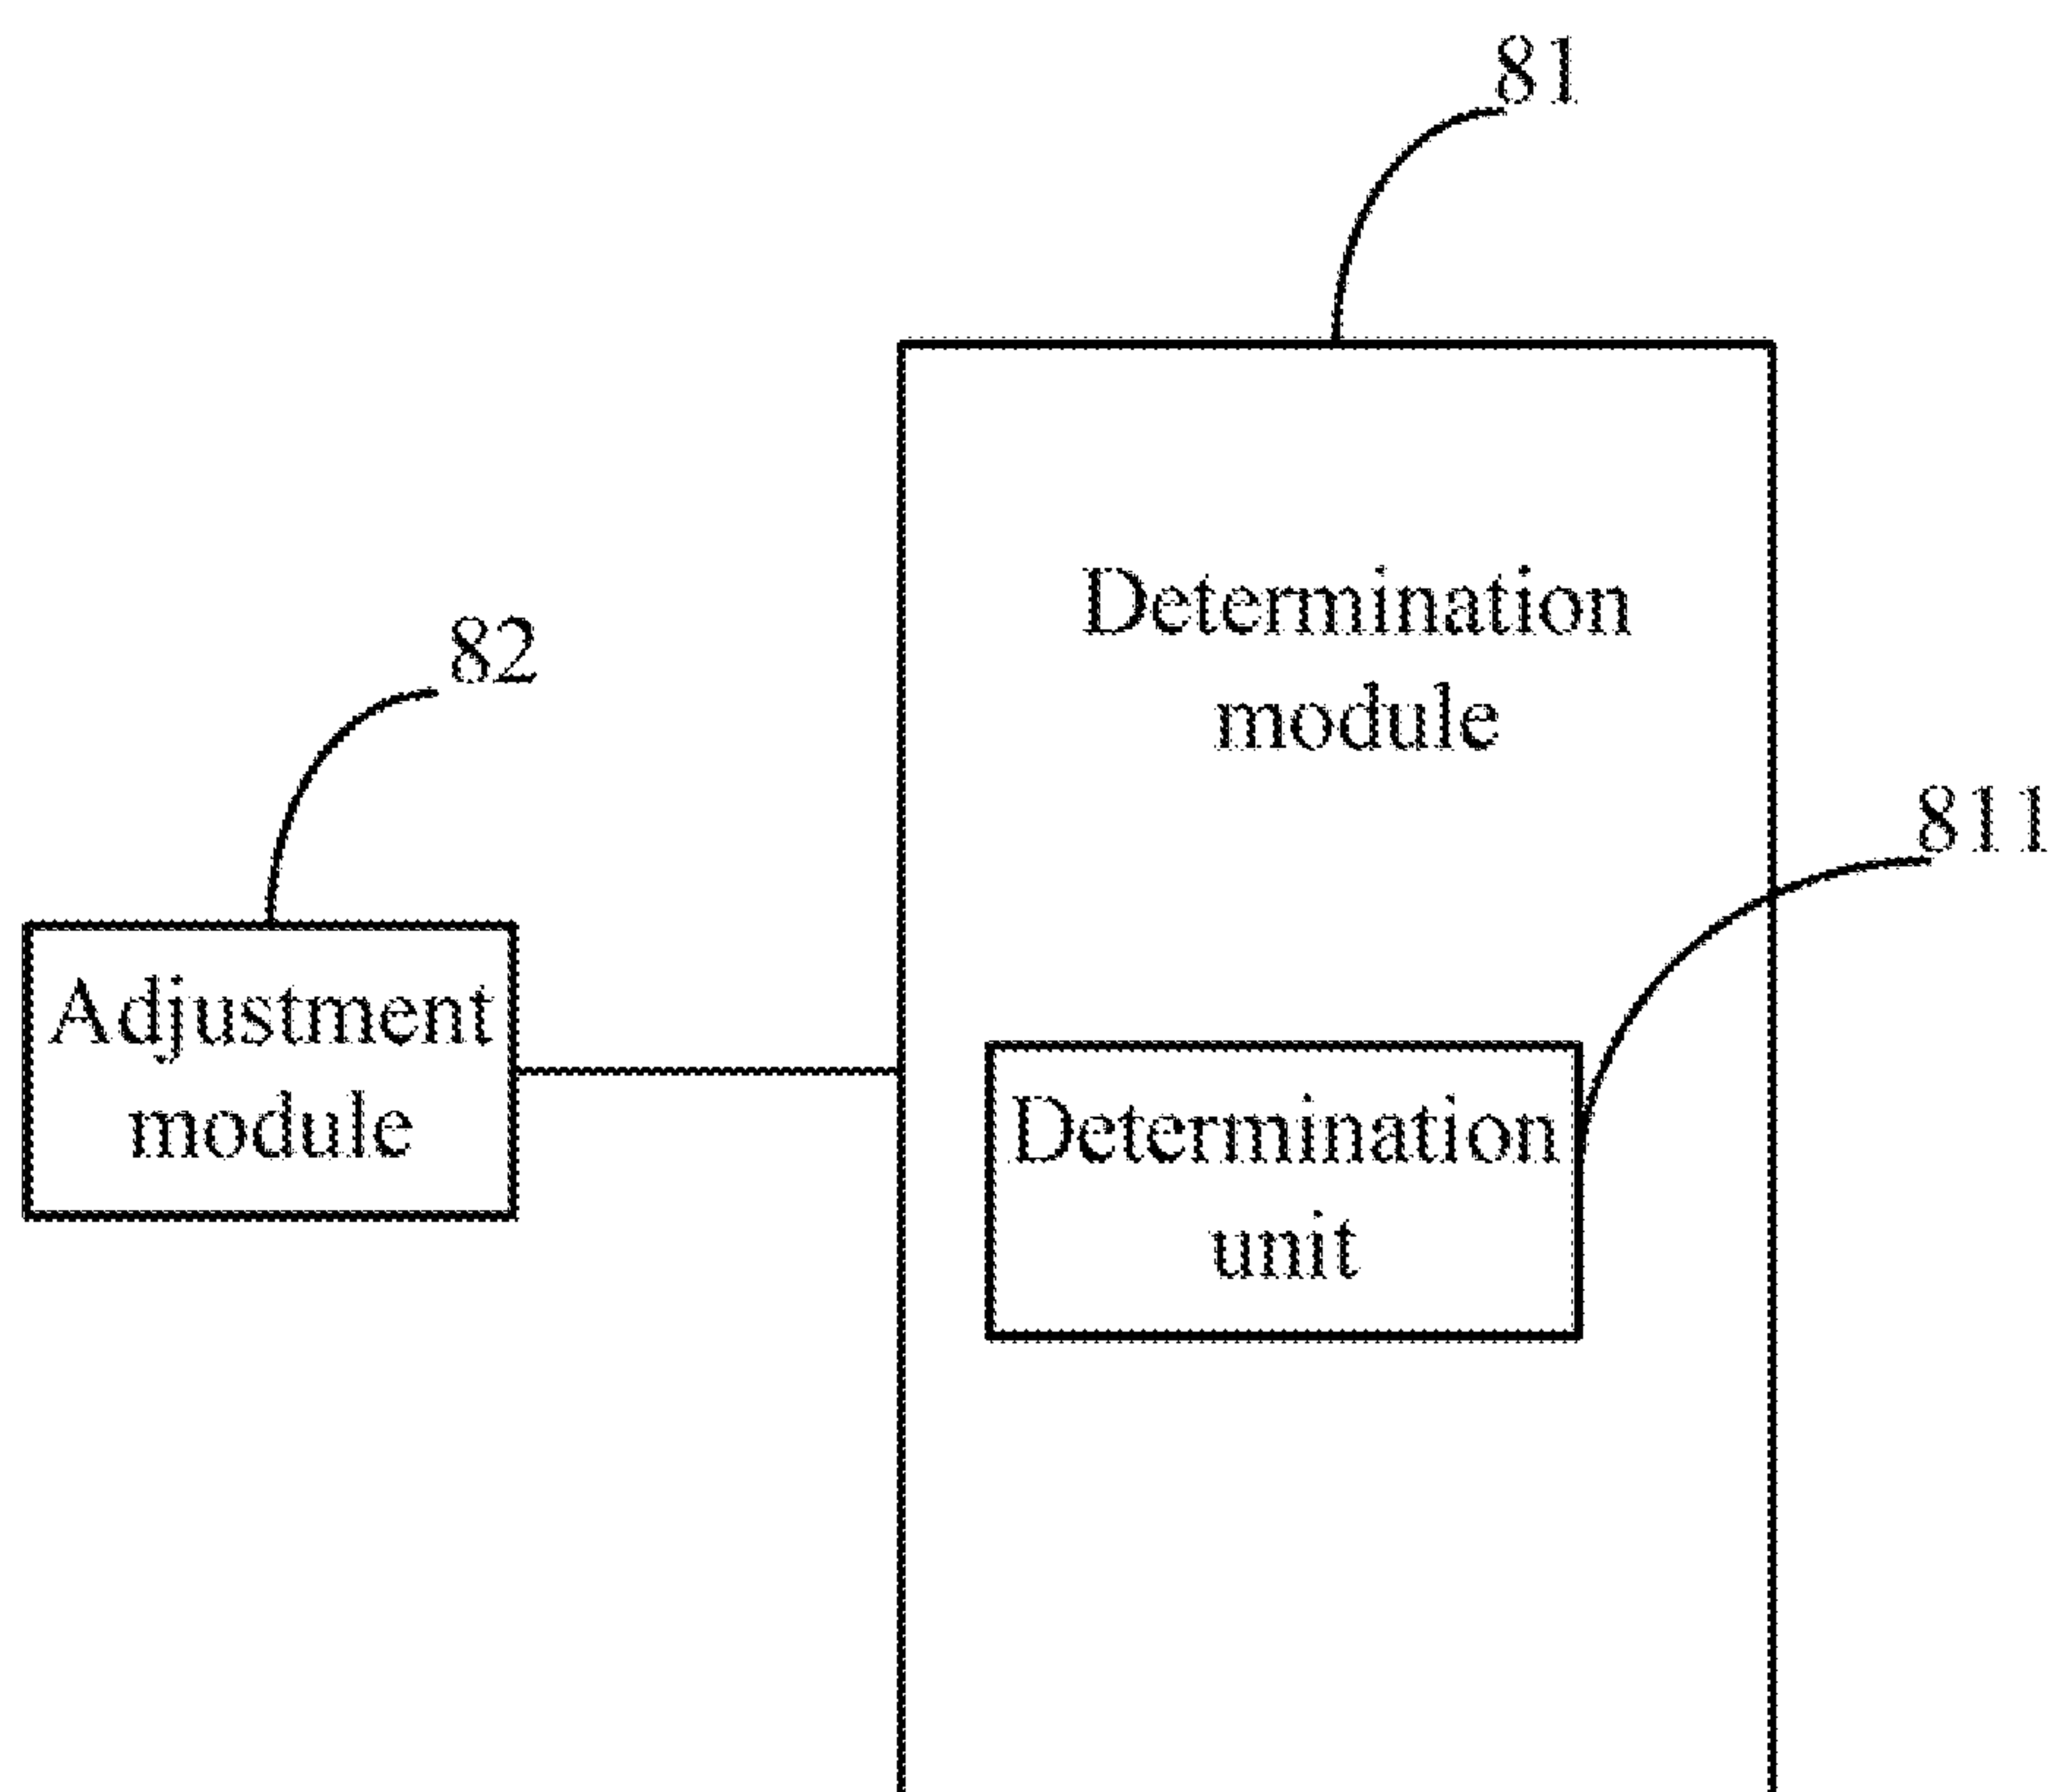 81
Determination
module
82
811
Adjustment
module
Determination
unit